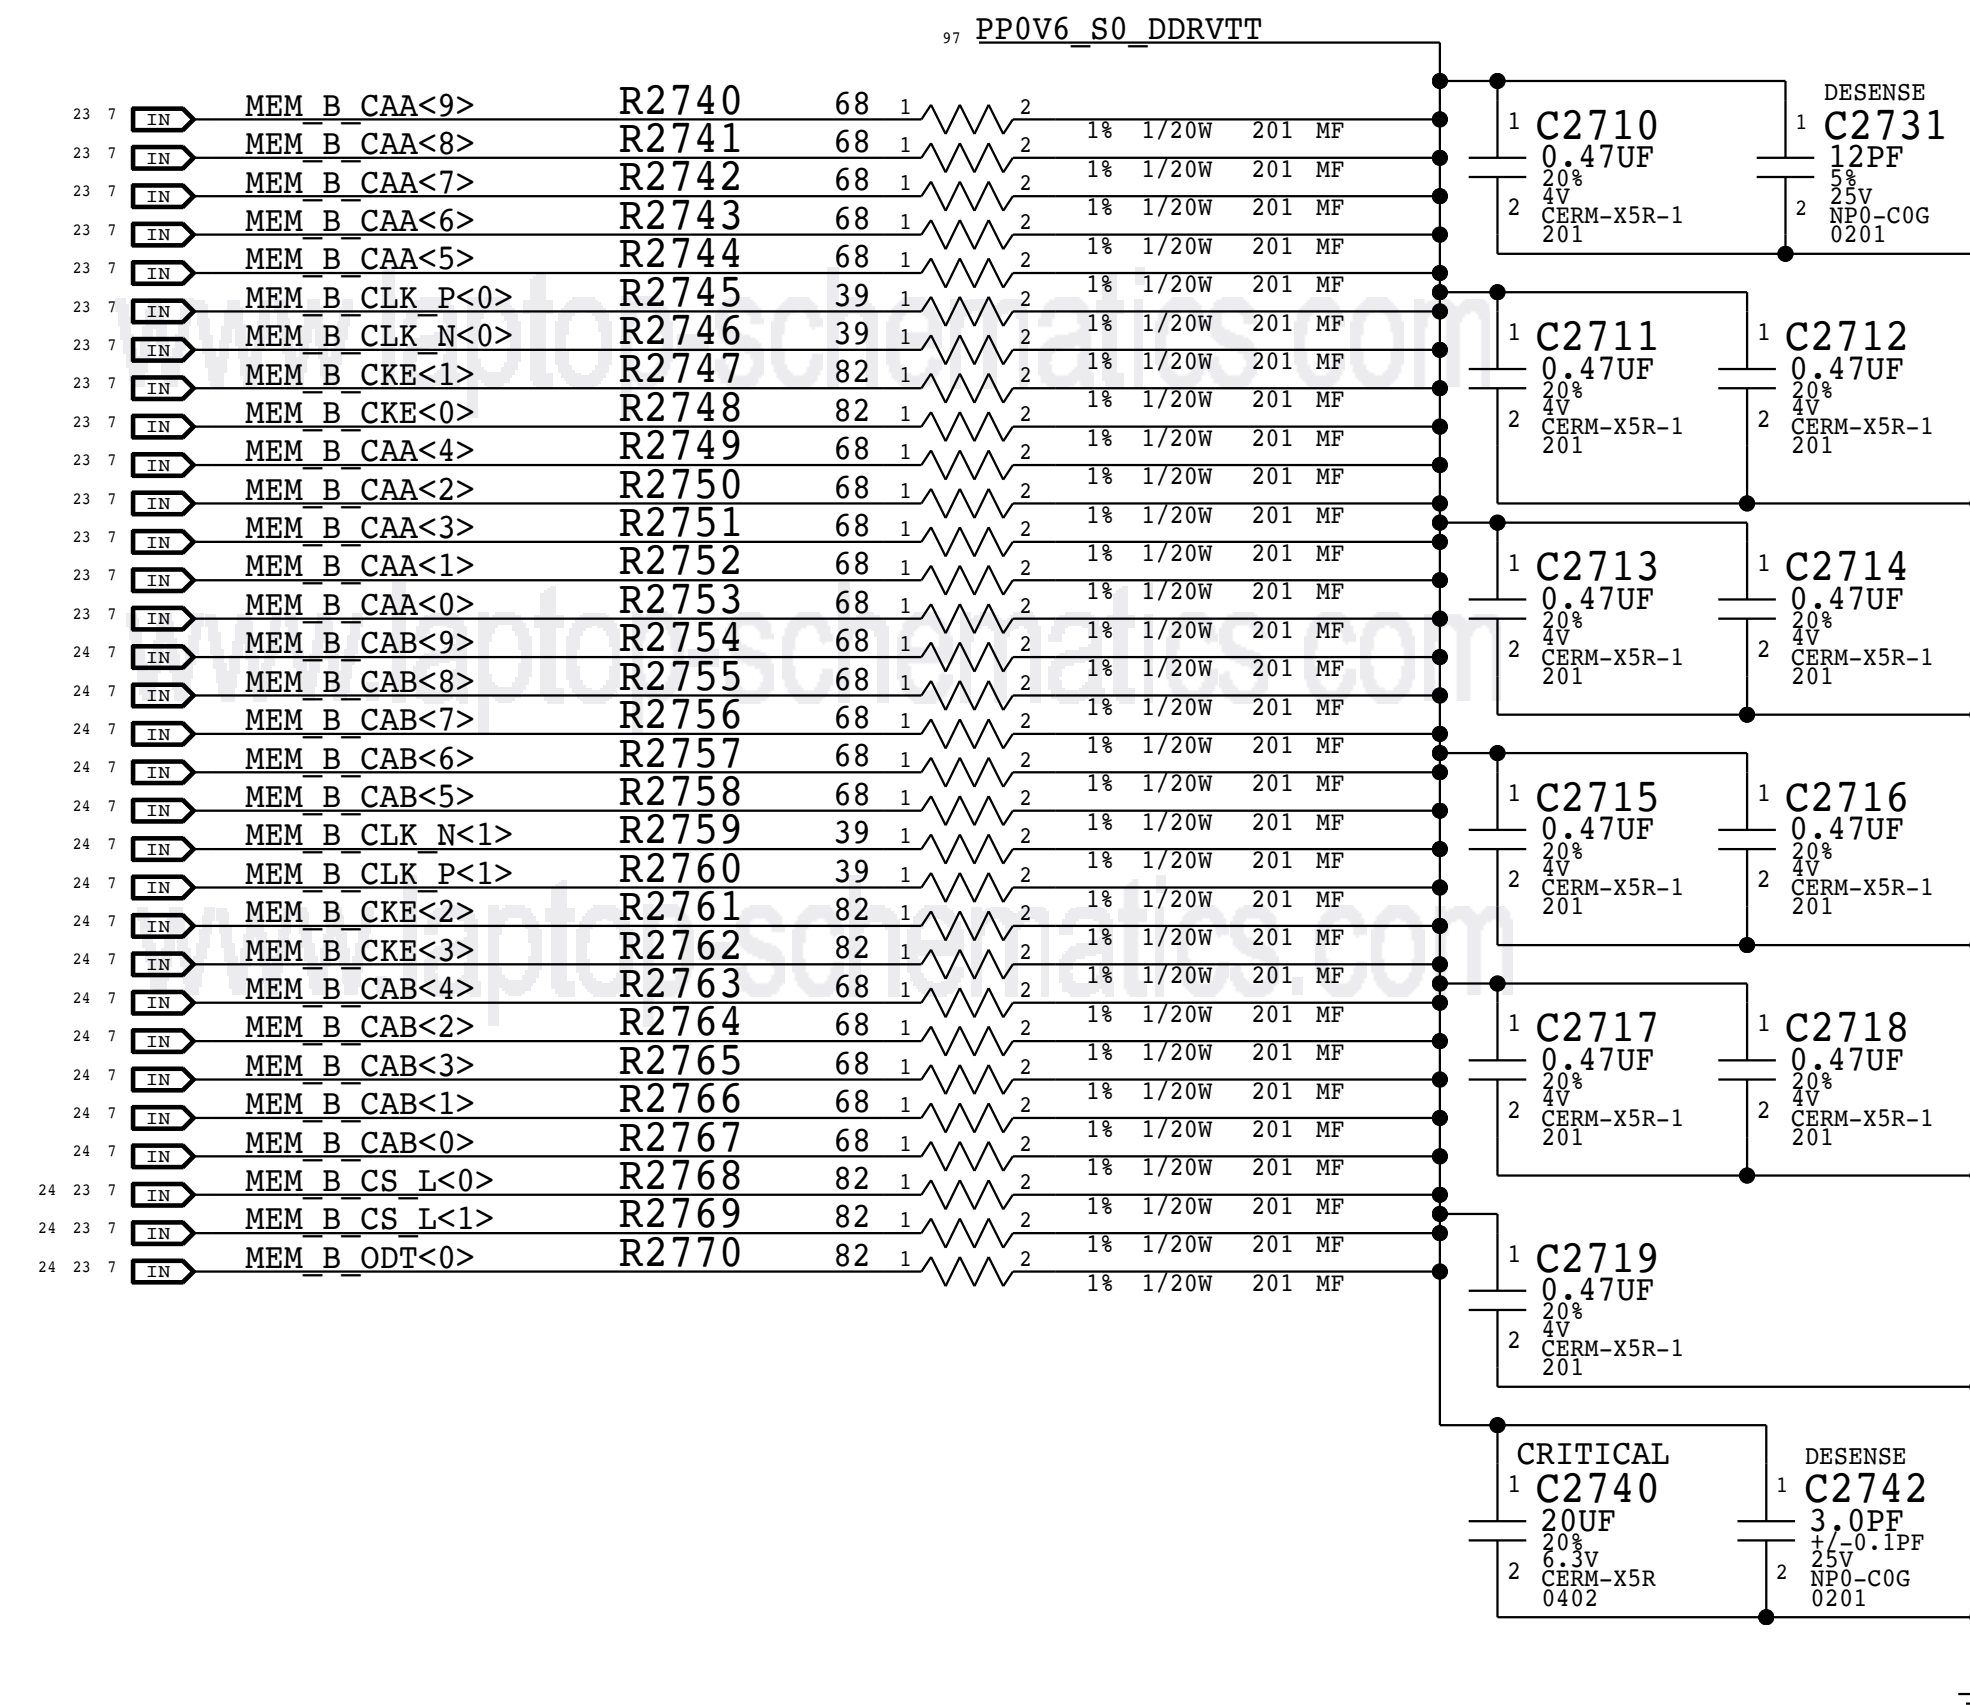 97 PP0V6_S0_DDRVTT
23 7 IN MEM_B_CAA<9> R2740 68 1 2 1% 1/20W 201 MF
23 7 IN MEM_B_CAA<8> R2741 68 1 2 1% 1/20W 201 MF
23 7 IN MEM_B_CAA<7> R2742 68 1 2 1% 1/20W 201 MF
23 7 IN MEM_B_CAA<6> R2743 68 1 2 1% 1/20W 201 MF
23 7 IN MEM_B_CAA<5> R2744 68 1 2 1% 1/20W 201 MF
23 7 IN MEM_B_CLK_P<0> R2745 39 1 2 1% 1/20W 201 MF
23 7 IN MEM_B_CLK_N<0> R2746 39 1 2 1% 1/20W 201 MF
23 7 IN MEM_B_CKE<1> R2747 82 1 2 1% 1/20W 201 MF
23 7 IN MEM_B_CKE<0> R2748 82 1 2 1% 1/20W 201 MF
23 7 IN MEM_B_CAA<4> R2749 68 1 2 1% 1/20W 201 MF
23 7 IN MEM_B_CAA<2> R2750 68 1 2 1% 1/20W 201 MF
23 7 IN MEM_B_CAA<3> R2751 68 1 2 1% 1/20W 201 MF
23 7 IN MEM_B_CAA<1> R2752 68 1 2 1% 1/20W 201 MF
23 7 IN MEM_B_CAA<0> R2753 68 1 2 1% 1/20W 201 MF
24 7 IN MEM_B_CAB<9> R2754 68 1 2 1% 1/20W 201 MF
24 7 IN MEM_B_CAB<8> R2755 68 1 2 1% 1/20W 201 MF
24 7 IN MEM_B_CAB<7> R2756 68 1 2 1% 1/20W 201 MF
24 7 IN MEM_B_CAB<6> R2757 68 1 2 1% 1/20W 201 MF
24 7 IN MEM_B_CAB<5> R2758 68 1 2 1% 1/20W 201 MF
24 7 IN MEM_B_CLK_N<1> R2759 39 1 2 1% 1/20W 201 MF
24 7 IN MEM_B_CLK_P<1> R2760 39 1 2 1% 1/20W 201 MF
24 7 IN MEM_B_CKE<2> R2761 82 1 2 1% 1/20W 201 MF
24 7 IN MEM_B_CKE<3> R2762 82 1 2 1% 1/20W 201 MF
24 7 IN MEM_B_CAB<4> R2763 68 1 2 1% 1/20W 201 MF
24 7 IN MEM_B_CAB<2> R2764 68 1 2 1% 1/20W 201 MF
24 7 IN MEM_B_CAB<3> R2765 68 1 2 1% 1/20W 201 MF
24 7 IN MEM_B_CAB<1> R2766 68 1 2 1% 1/20W 201 MF
24 7 IN MEM_B_CAB<0> R2767 68 1 2 1% 1/20W 201 MF
24 23 7 IN MEM_B_CS_L<0> R2768 82 1 2 1% 1/20W 201 MF
24 23 7 IN MEM_B_CS_L<1> R2769 82 1 2 1% 1/20W 201 MF
24 23 7 IN MEM_B_ODT<0> R2770 82 1 2 1% 1/20W 201 MF
1 C2710
0.47UF
20%
4V
2 CERM-X5R-1
201
DESENSE
1 C2731
12PF
5%
25V
2 NP0-C0G
0201
1 C2711
0.47UF
20%
4V
2 CERM-X5R-1
201
1 C2712
0.47UF
20%
4V
2 CERM-X5R-1
201
1 C2713
0.47UF
20%
4V
2 CERM-X5R-1
201
1 C2714
0.47UF
20%
4V
2 CERM-X5R-1
201
1 C2715
0.47UF
20%
4V
2 CERM-X5R-1
201
1 C2716
0.47UF
20%
4V
2 CERM-X5R-1
201
1 C2717
0.47UF
20%
4V
2 CERM-X5R-1
201
1 C2718
0.47UF
20%
4V
2 CERM-X5R-1
201
1 C2719
0.47UF
20%
4V
2 CERM-X5R-1
201
CRITICAL
1 C2740
20UF
20%
6.3V
2 CERM-X5R
0402
DESENSE
1 C2742
3.0PF
+/-0.1PF
25V
2 NP0-C0G
0201
www.laptop-schematics.com
www.laptop-schematics.com
www.laptop-schematics.com